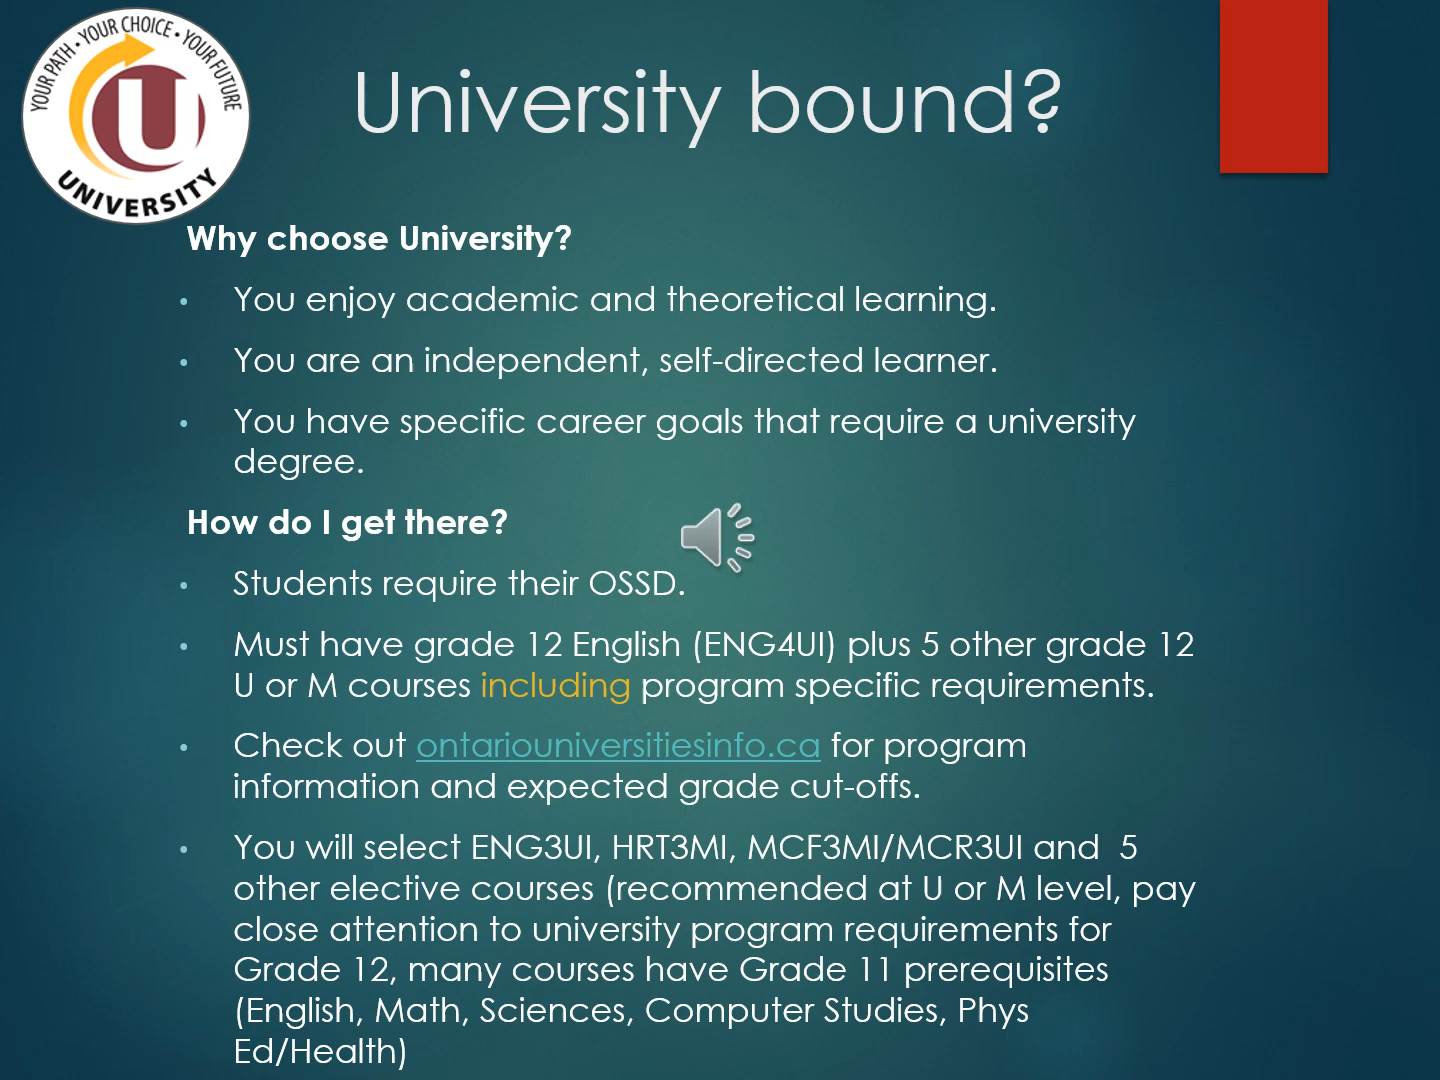 YOUR PATH • YOUR CHOICE • YOUR FUTURE
U
UNIVERSITY
University bound?
Why choose University?
• You enjoy academic and theoretical learning.
• You are an independent, self-directed learner.
• You have specific career goals that require a university
degree.
How do I get there?
• Students require their OSSD.
• Must have grade 12 English (ENG4UI) plus 5 other grade 12
U or M courses including program specific requirements.
• Check out ontariouniversitiesinfo.ca for program
information and expected grade cut-offs.
• You will select ENG3UI, HRT3MI, MCF3MI/MCR3UI and  5
other elective courses (recommended at U or M level, pay
close attention to university program requirements for
Grade 12, many courses have Grade 11 prerequisites
(English, Math, Sciences, Computer Studies, Phys
Ed/Health)